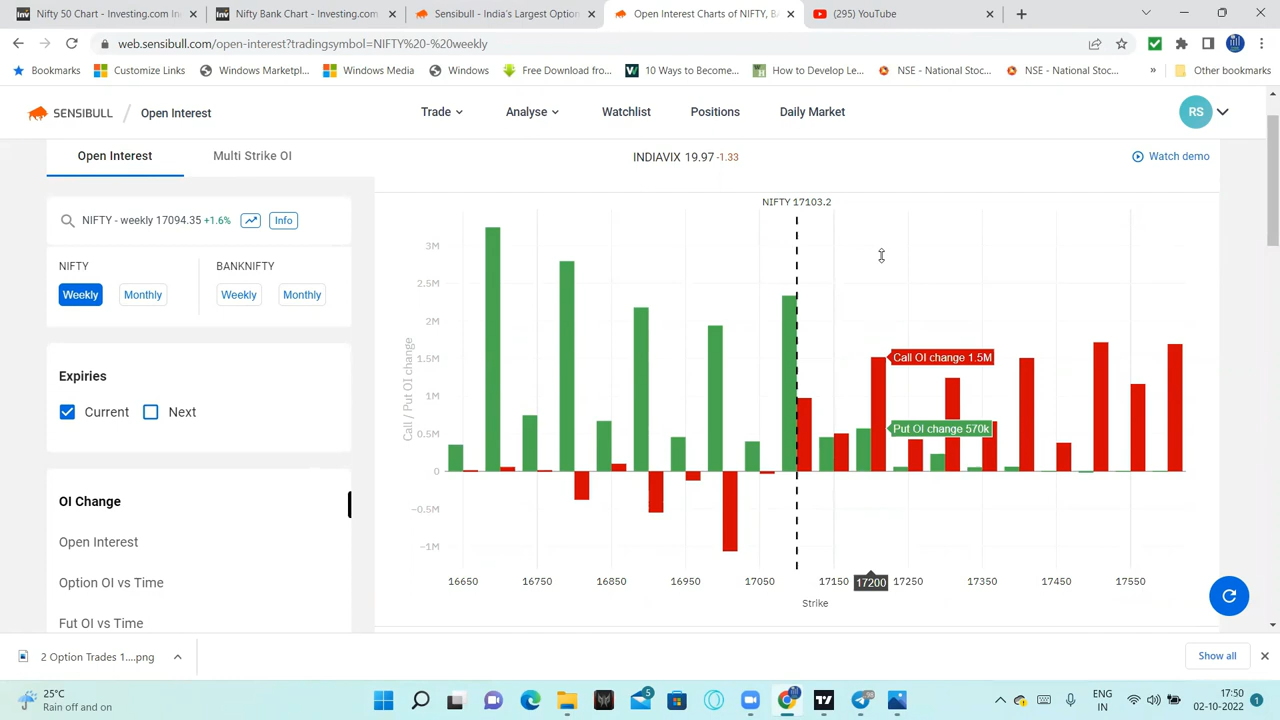 Nifty 50 Chart - Investing.com In
Nifty Bank Chart - Investing.com
Sensibull - India's Largest Option
Open Interest Charts of NIFTY, BA
(295) YouTube
web.sensibull.com/open-interest?tradingsymbol=NIFTY%20-%20weekly
Bookmarks
Customize Links
Windows Marketpl...
Windows Media
Windows
Free Download fro...
10 Ways to Become...
How to Develop Le...
NSE - National Stoc...
NSE - National Stoc...
»
Other bookmarks
SENSIBULL / Open Interest
Trade
Analyse
Watchlist
Positions
Daily Market
RS
Open Interest
Multi Strike OI
INDIAVIX 19.97 -1.33
Watch demo
NIFTY - weekly 17094.35 +1.6%
Info
NIFTY
Weekly
Monthly
BANKNIFTY
Weekly
Monthly
Expiries
Current
Next
OI Change
Open Interest
Option OI vs Time
Fut OI vs Time
NIFTY 17103.2
Call / Put OI change
3M
2.5M
2M
1.5M
1M
0.5M
0
−0.5M
−1M
Call OI change 1.5M
Put OI change 570k
16650
16750
16850
16950
17050
17150
17200
17250
17350
17450
17550
Strike
2 Option Trades 1....png
Show all
25°C
Rain off and on
5
ENG
IN
17:50
02-10-2022
1